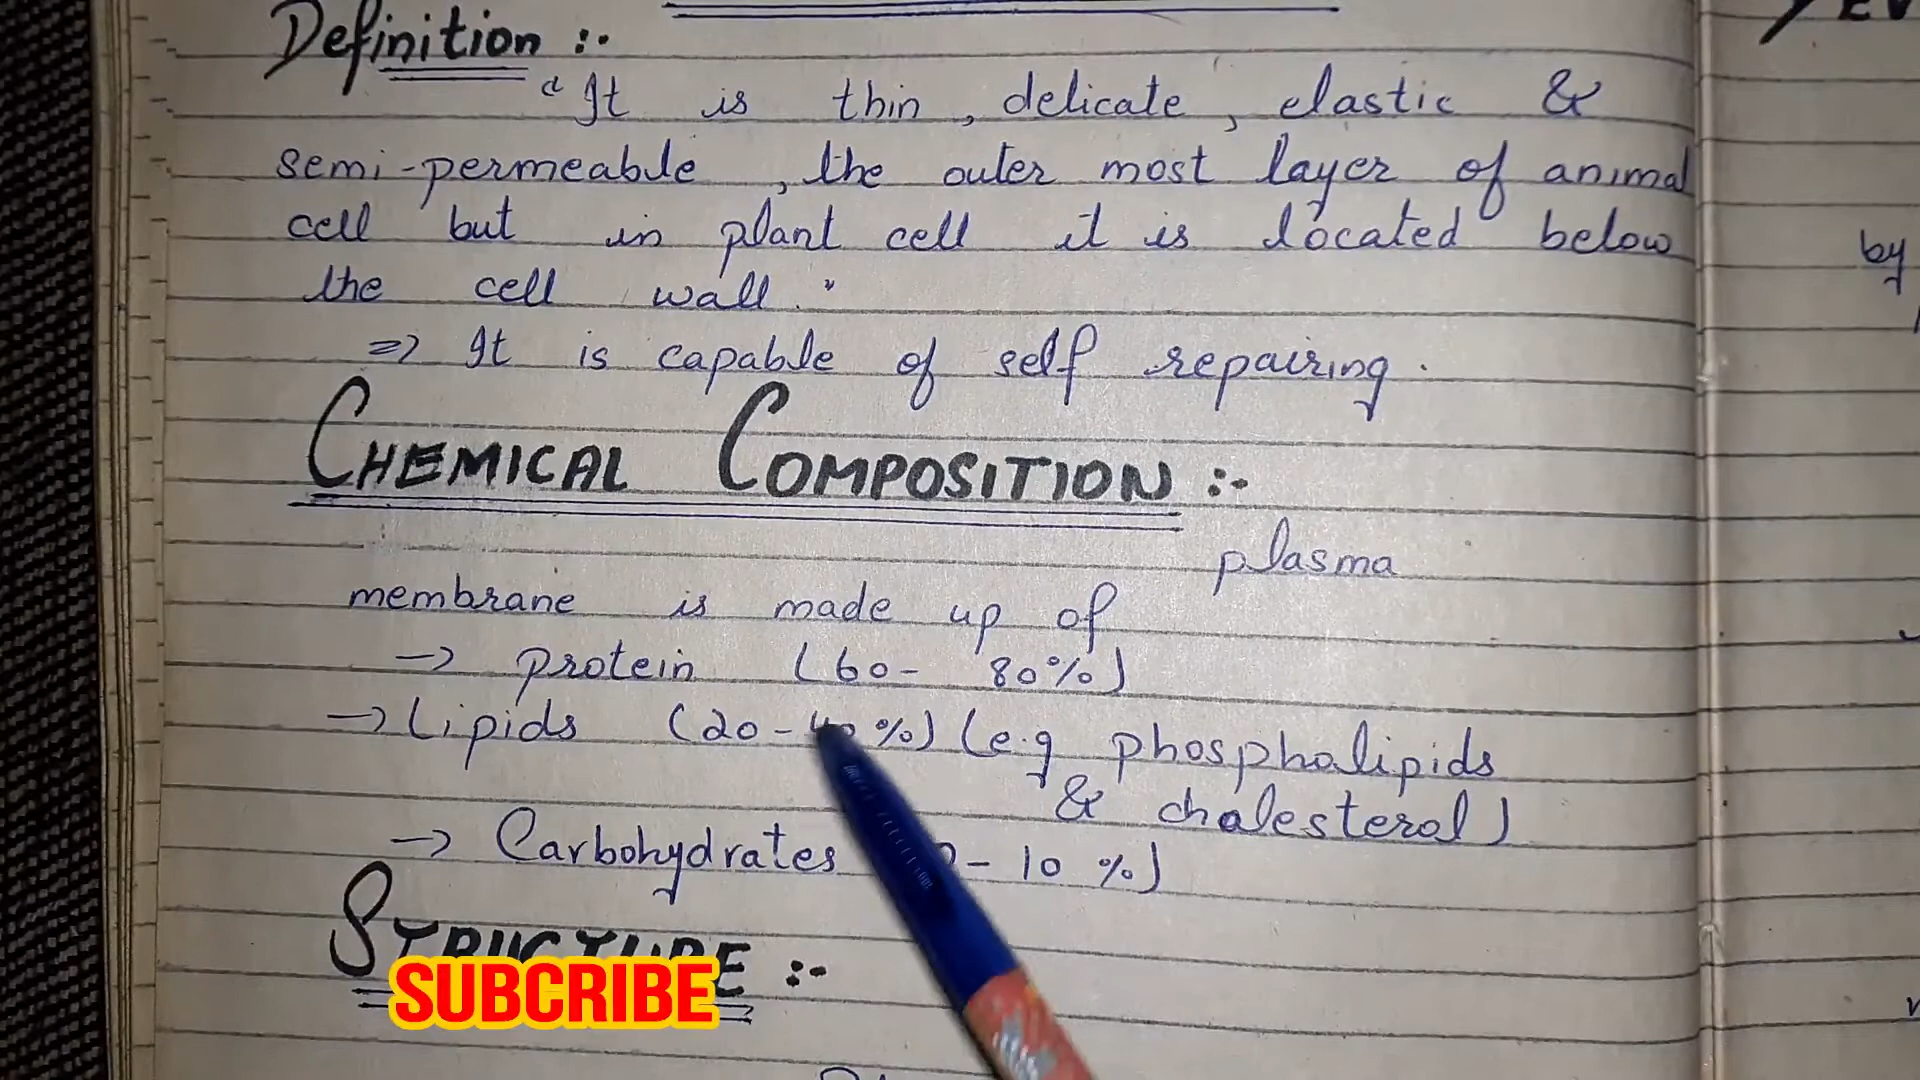 Definition :-
"It is thin, delicate, elastic &
semi-permeable, the outer most layer of animal
cell but in plant cell it is located below
the cell wall."
⇒ It is capable of self repairing.
CHEMICAL COMPOSITION :-
plasma
membrane is made up of
→ protein (60- 80%)
→ Lipids (20-40%) (e.g phospholipids
& cholesterol)
→ Carbohydrates - 10 %)
STRUCTURE :-
SUBCRIBE
by